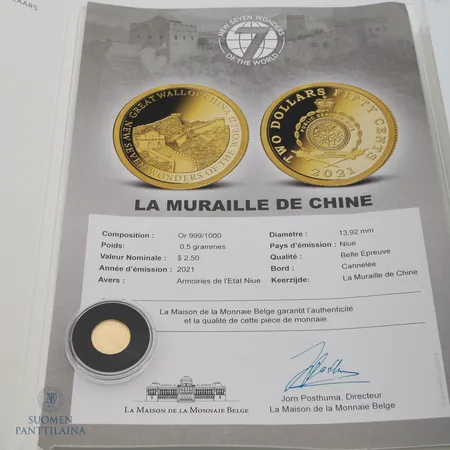 NEW SEVEN WONDERS
7
OF THE WORLD
GREAT WALL OF CHINA
NEW SEVEN WONDERS OF THE WORLD
TWO DOLLARS FIFTY CENTS
2021
LA MURAILLE DE CHINE
Composition : Or 999/1000
Poids: 0,5 grammes
Valeur Nominale : $ 2,50
Année d'émission : 2021
Avers : Armoiries de l'Etat Niue
Diamètre : 13,92 mm
Pays d'émission : Niue
Qualité : Belle Epreuve
Bord : Cannelée
Keerzijde: La Muraille de Chine
La Maison de la Monnaie Belge garantit l'authenticité
et la qualité de cette pièce de monnaie.
La Maison de la Monnaie Belge
Jorn Posthuma, Directeur
La Maison de la Monnaie Belge
SUOMEN
PANTTILAINA